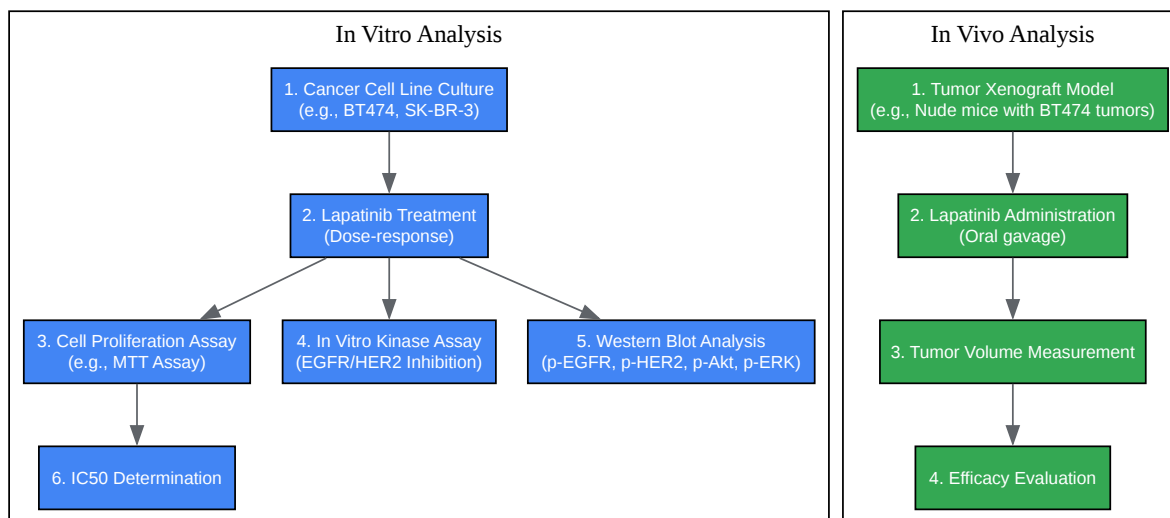 In Vitro Analysis
1. Cancer Cell Line Culture
(e.g., BT474, SK-BR-3)
2. Lapatinib Treatment
(Dose-response)
3. Cell Proliferation Assay
(e.g., MTT Assay)
4. In Vitro Kinase Assay
(EGFR/HER2 Inhibition)
5. Western Blot Analysis
(p-EGFR, p-HER2, p-Akt, p-ERK)
6. IC50 Determination
In Vivo Analysis
1. Tumor Xenograft Model
(e.g., Nude mice with BT474 tumors)
2. Lapatinib Administration
(Oral gavage)
3. Tumor Volume Measurement
4. Efficacy Evaluation